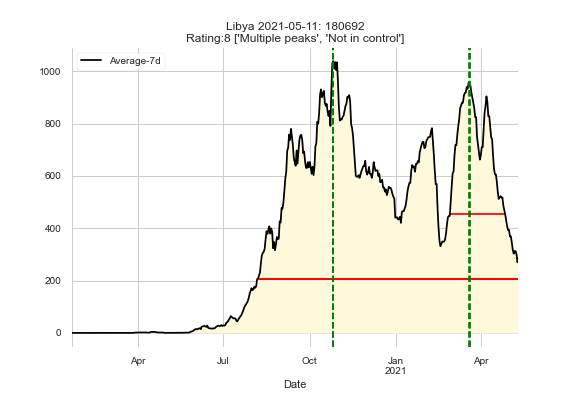 Libya 2021-05-11: 180692
Rating:8 ['Multiple peaks', 'Not in control']
Average-7d
1000
800
600
400
200
0
Apr
Jul
Oct
Jan
2021
Apr
Date